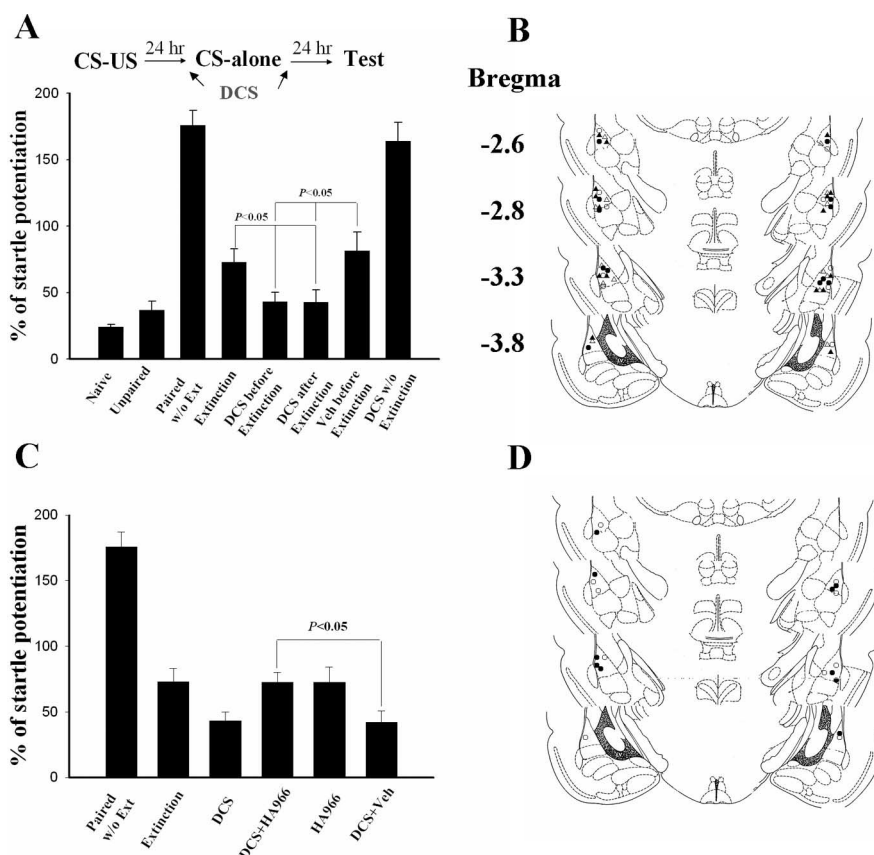 A
CS-US 24 hr CS-alone 24 hr Test
DCS
% of startle potentiation
200
150
100
50
0
Naive
Unpaired
Paired
w/o Ext
Extinction
DCS before
Extinction
DCS after
Extinction
Veh before
Extinction
DCS w/o
Extinction
P<0.05
P<0.05
B
Bregma
-2.6
-2.8
-3.3
-3.8
C
% of startle potentiation
200
150
100
50
0
Paired
w/o Ext
Extinction
DCS
DCS+HA966
HA966
DCS+Veh
P<0.05
D